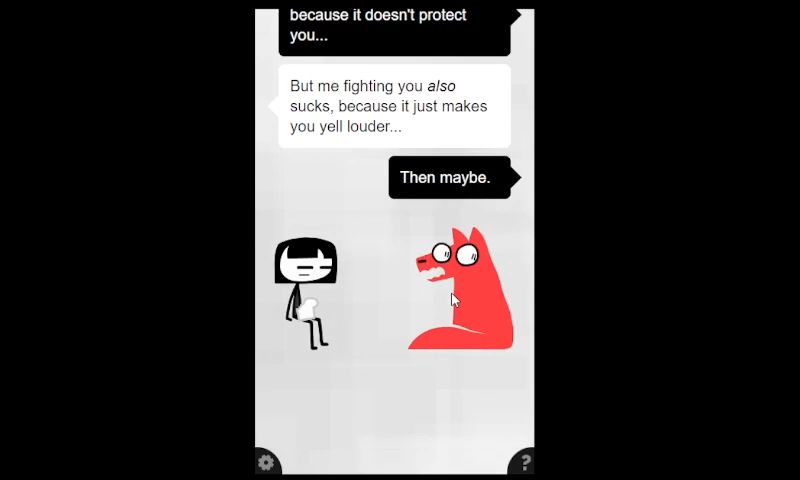 because it doesn't protect
you...
But me fighting you also
sucks, because it just makes
you yell louder...
Then maybe.
?